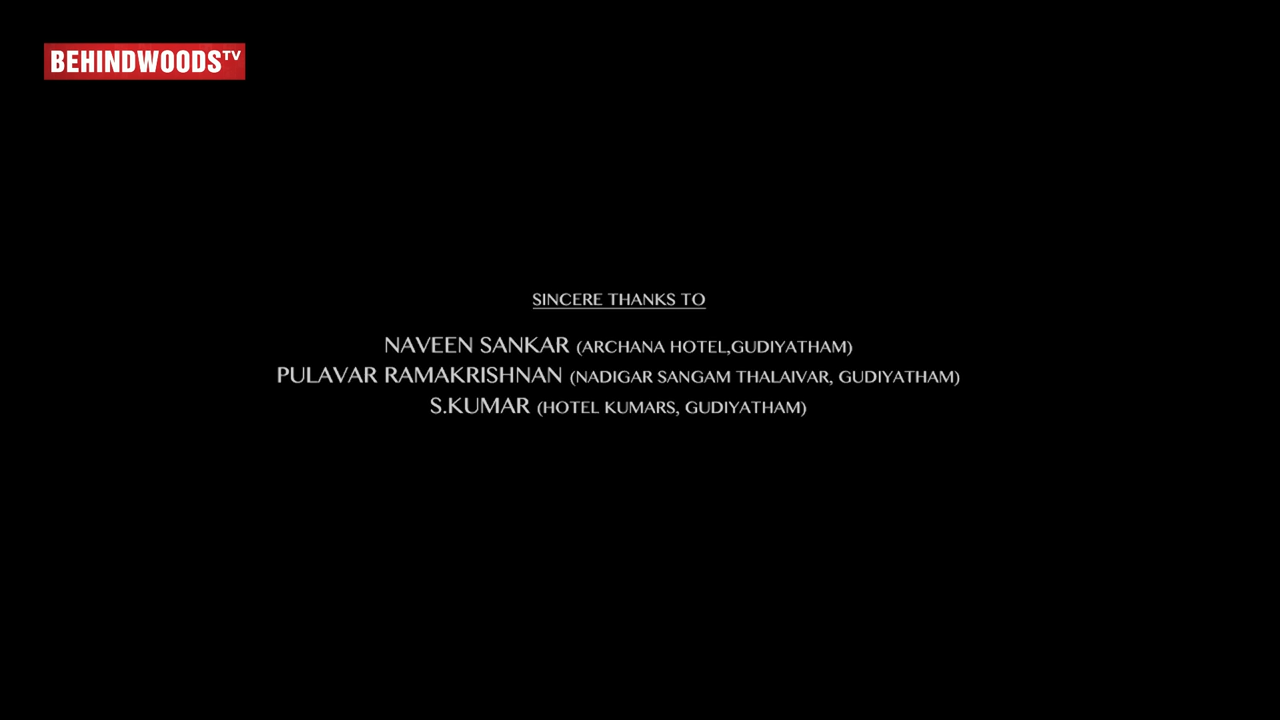 BEHINDWOODSTV
SINCERE THANKS TO
NAVEEN SANKAR (ARCHANA HOTEL,GUDIYATHAM)
PULAVAR RAMAKRISHNAN (NADIGAR SANGAM THALAIVAR, GUDIYATHAM)
S.KUMAR (HOTEL KUMARS, GUDIYATHAM)